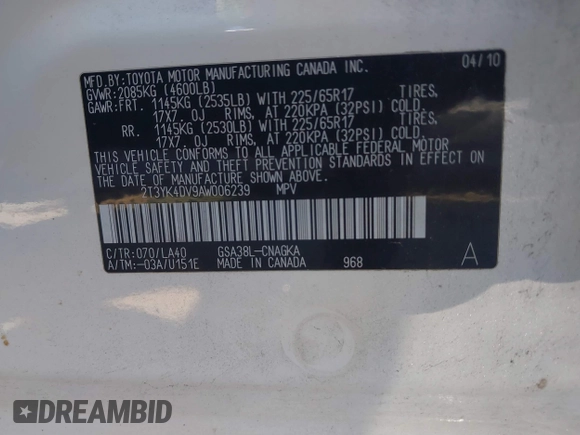 MFD.BY:TOYOTA MOTOR MANUFACTURING CANADA INC. 04/10
GVWR:2085KG (4600LB)
GAWR:FRT. 1145KG (2535LB) WITH 225/65R17 TIRES,
17X7. OJ RIMS, AT 220KPA (32PSI) COLD.
RR. 1145KG (2530LB) WITH 225/65R17 TIRES,
17X7. OJ RIMS, AT 220KPA (32PSI) COLD.
THIS VEHICLE CONFORMS TO ALL APPLICABLE FEDERAL MOTOR VEHICLE
SAFETY AND THEFT PREVENTION STANDARDS IN EFFECT ON
THE DATE OF MANUFACTURE SHOWN ABOVE.
2T3YK4DV9AW006239 MPV
C/TR:070/LA40 GSA38L-CNAGKA
A/TM:-03A/U151E MADE IN CANADA 968 A
DREAMBID